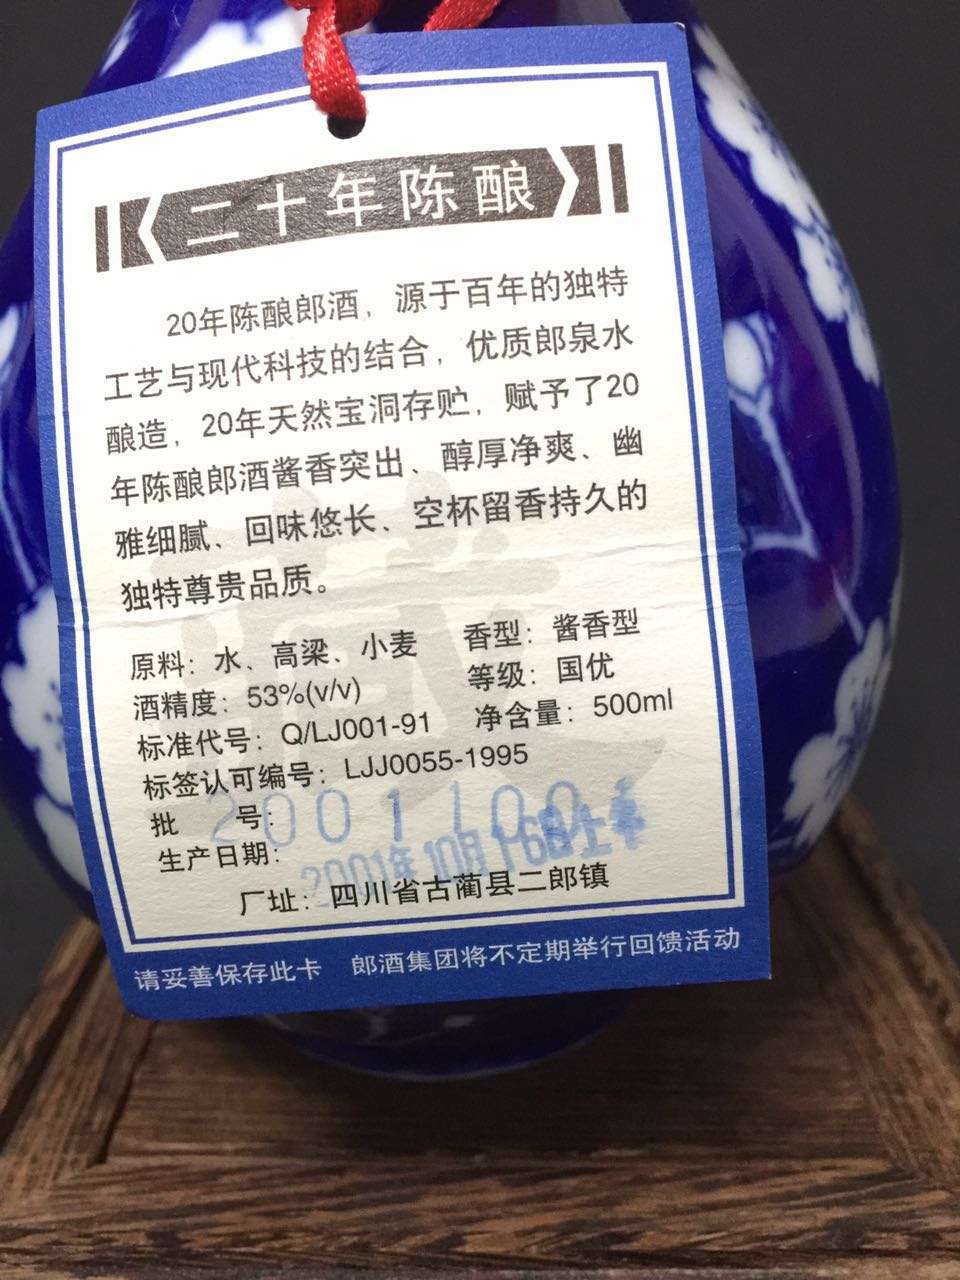 二十年陈酿
20年陈酿郎酒，源于百年的独特
工艺与现代科技的结合，优质郎泉水
酿造，20年天然宝洞存贮，赋予了20
年陈酿郎酒酱香突出、醇厚净爽、幽
雅细腻、回味悠长、空杯留香持久的
独特尊贵品质。
藏
原料：水、高粱、小麦 香型：酱香型
酒精度：53%(v/v) 等级：国优
标准代号：Q/LJ001-91 净含量：500ml
标签认可编号：LJJ0055-1995
批 号：2001100
生产日期：2001年10月16日
厂址：四川省古蔺县二郎镇
请妥善保存此卡 郎酒集团将不定期举行回馈活动